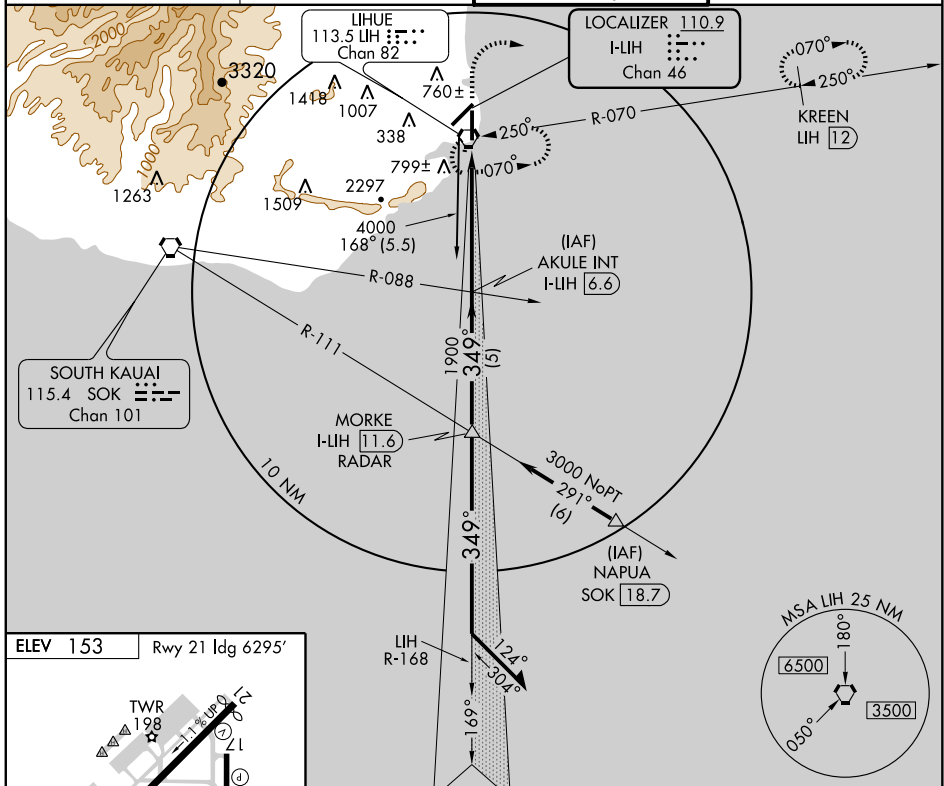 2000
3320
1418
1007
760±
338
799±
1263
1509
2297
1000
LIHUE
113.5 LIH
Chan 82
LOCALIZER 110.9
I-LIH
Chan 46
070°
250°
R-070
KREEN
LIH 12
250°
070°
4000
168° (5.5)
(IAF)
AKULE INT
I-LIH 6.6
R-088
R-111
SOUTH KAUAI
115.4 SOK
Chan 101
1900
349°
(5)
MORKE
I-LIH 11.6
RADAR
10 NM
3000 NoPT
291°
(6)
(IAF)
NAPUA
SOK 18.7
349°
LIH
R-168
124°
304°
169°
MSA LIH 25 NM
180°
6500
3500
050°
ELEV 153
Rwy 21 ldg 6295'
TWR
198
1.1% UP
21
V
17
P